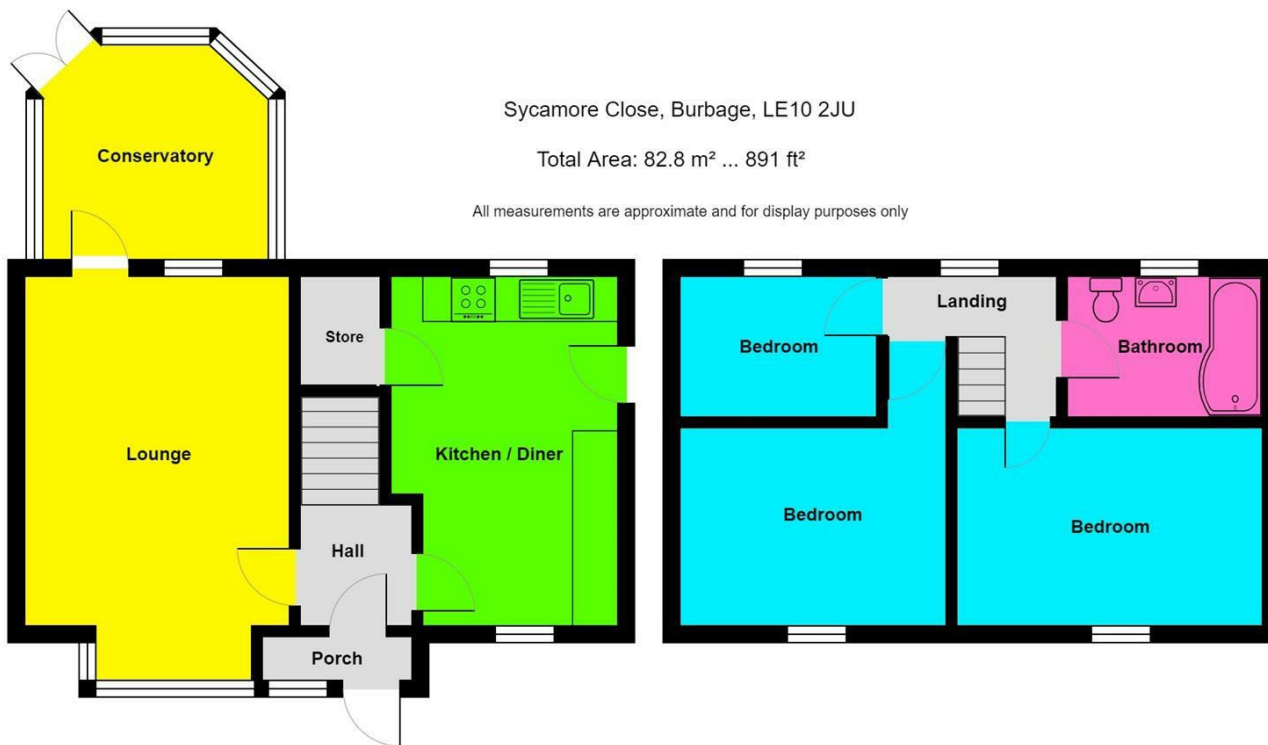 Sycamore Close, Burbage, LE10 2JU
Total Area: 82.8 m² ... 891 ft²
All measurements are approximate and for display purposes only
Conservatory
Lounge
Store
Kitchen / Diner
Hall
Porch
Landing
Bedroom
Bathroom
Bedroom
Bedroom